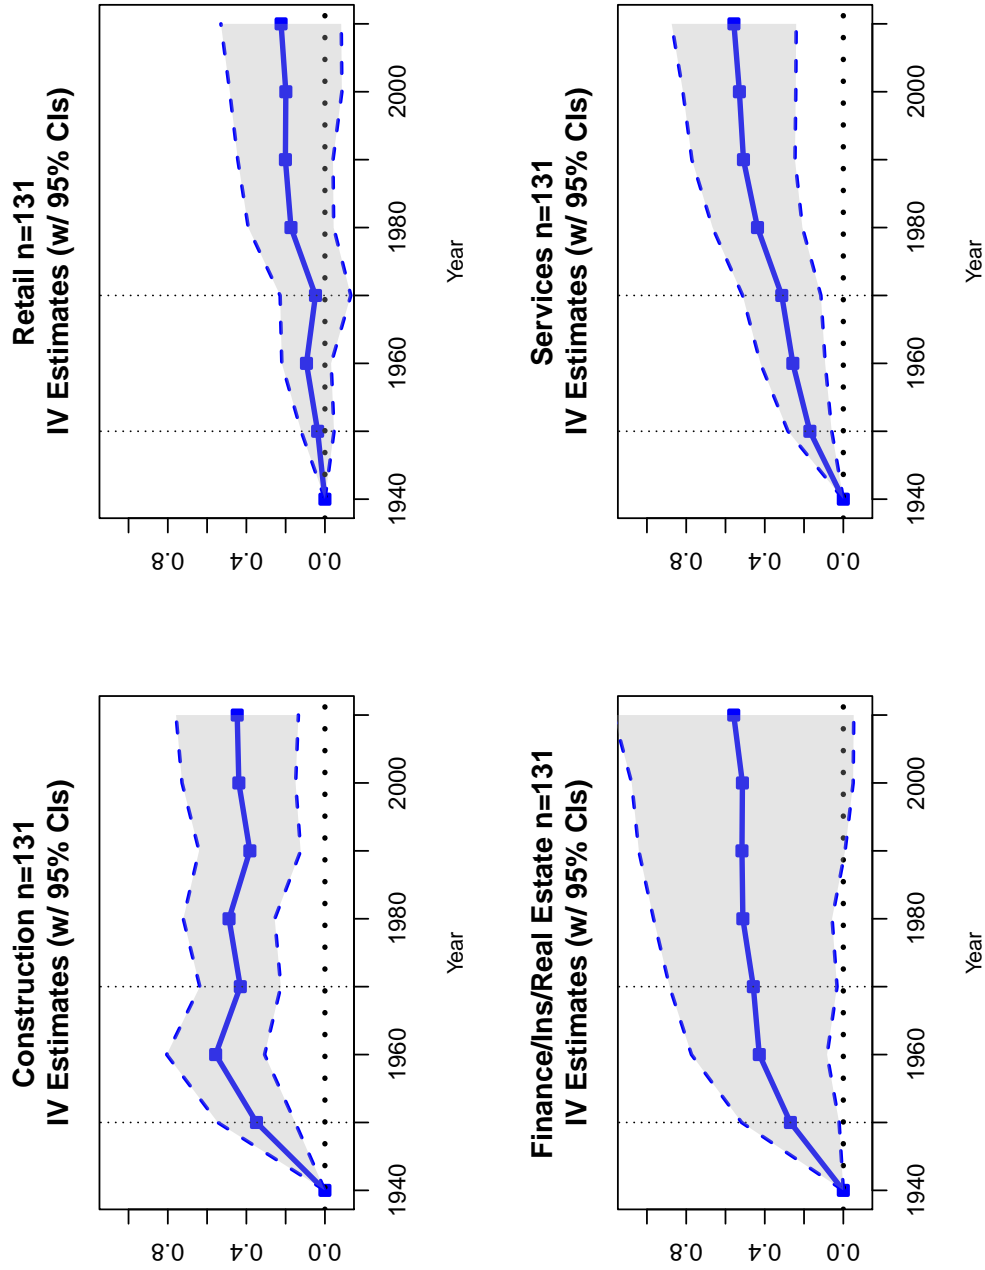 Construction n=131
IV Estimates (w/ 95% CIs)
0.0
0.4
0.8
1940
1960
1980
2000
Year
Retail n=131
IV Estimates (w/ 95% CIs)
0.0
0.4
0.8
1940
1960
1980
2000
Year
Finance/Ins/Real Estate n=131
IV Estimates (w/ 95% CIs)
0.0
0.4
0.8
1940
1960
1980
2000
Year
Services n=131
IV Estimates (w/ 95% CIs)
0.0
0.4
0.8
1940
1960
1980
2000
Year